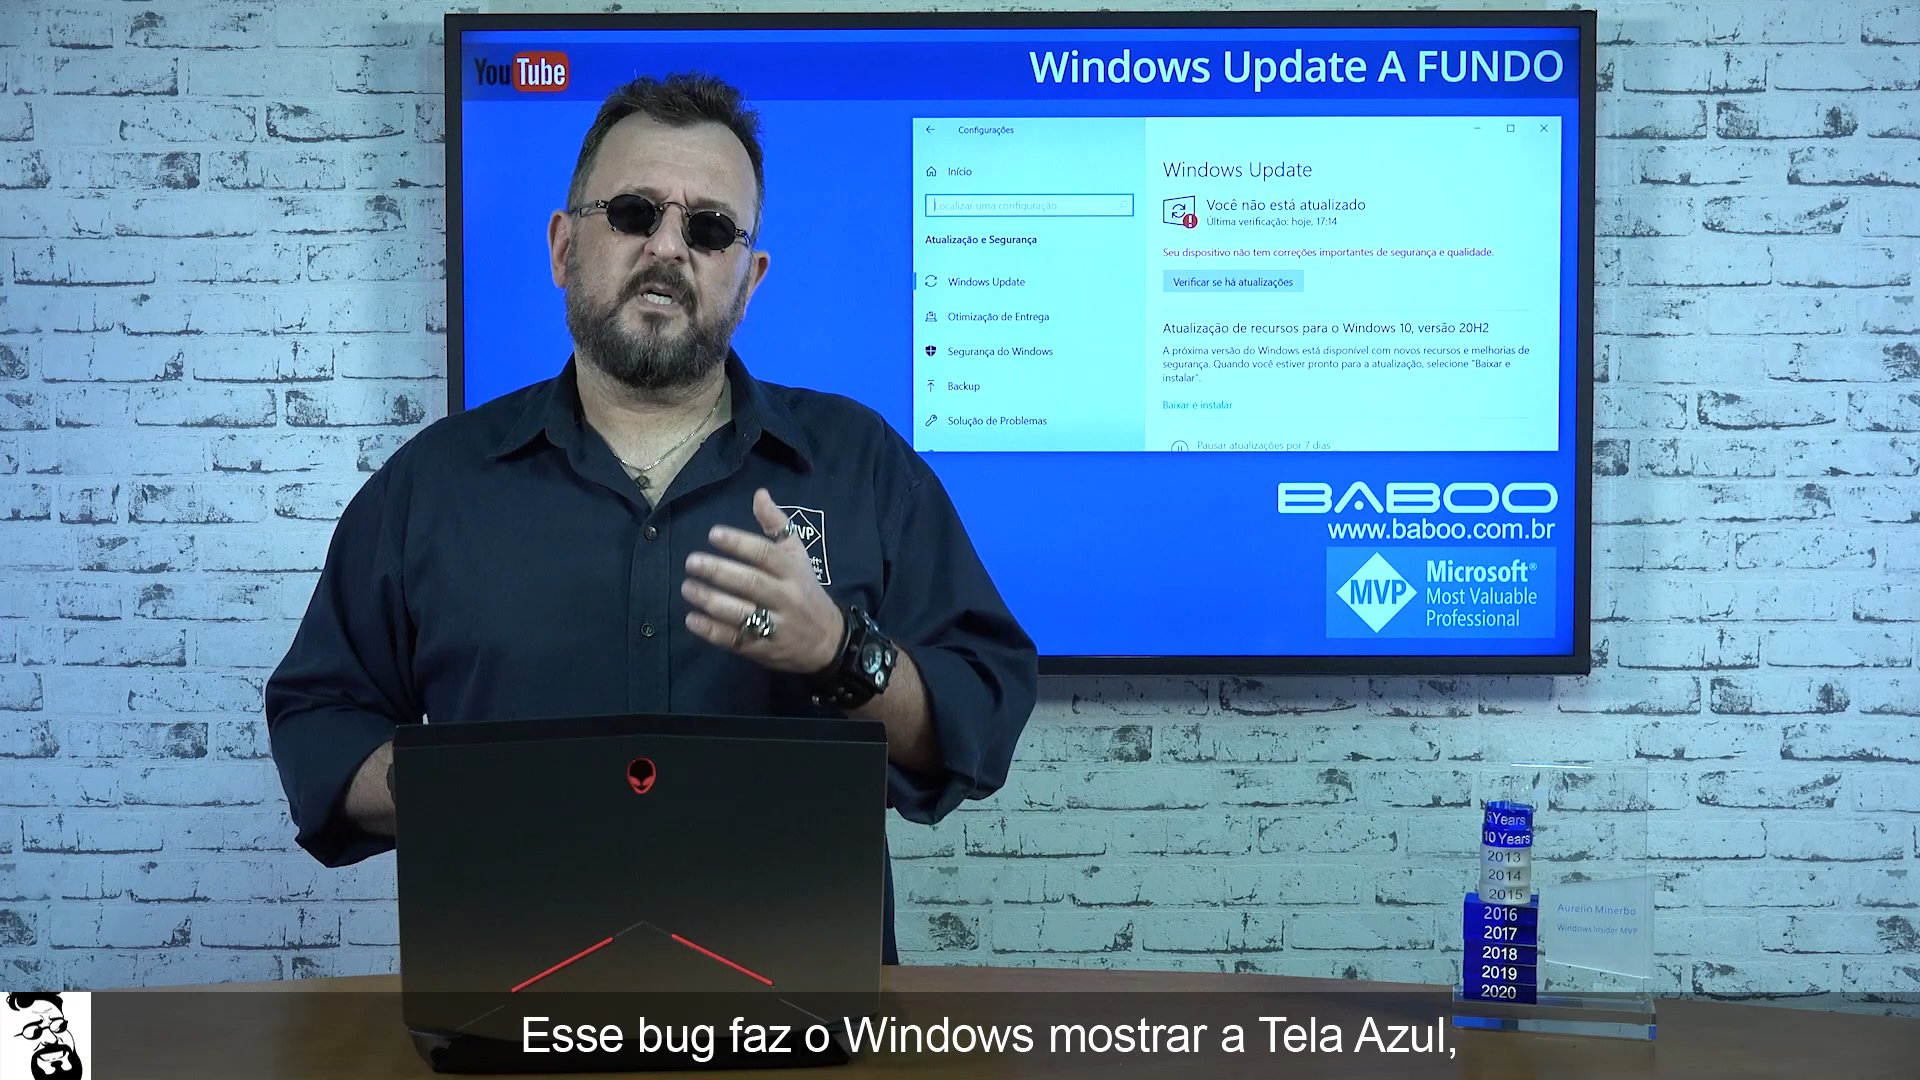 YouTube
Windows Update A FUNDO
Configurações
Início
Localizar uma configuração
Atualização e Segurança
Windows Update
Otimização de Entrega
Segurança do Windows
Backup
Solução de Problemas
Windows Update
Você não está atualizado
Última verificação: hoje, 17:14
Seu dispositivo não tem correções importantes de segurança e qualidade.
Verificar se há atualizações
Atualização de recursos para o Windows 10, versão 20H2
A próxima versão do Windows está disponível com novos recursos e melhorias de
segurança. Quando você estiver pronto para a atualização, selecione "Baixar e
instalar".
Baixar e instalar
Pausar atualizações por 7 dias
BABOO
www.baboo.com.br
MVP
Microsoft®
Most Valuable
Professional
5 Years
10 Years
2013
2014
2015
2016
2017
2018
2019
2020
Aurelio Minerbo
Windows Insider MVP
Esse bug faz o Windows mostrar a Tela Azul,